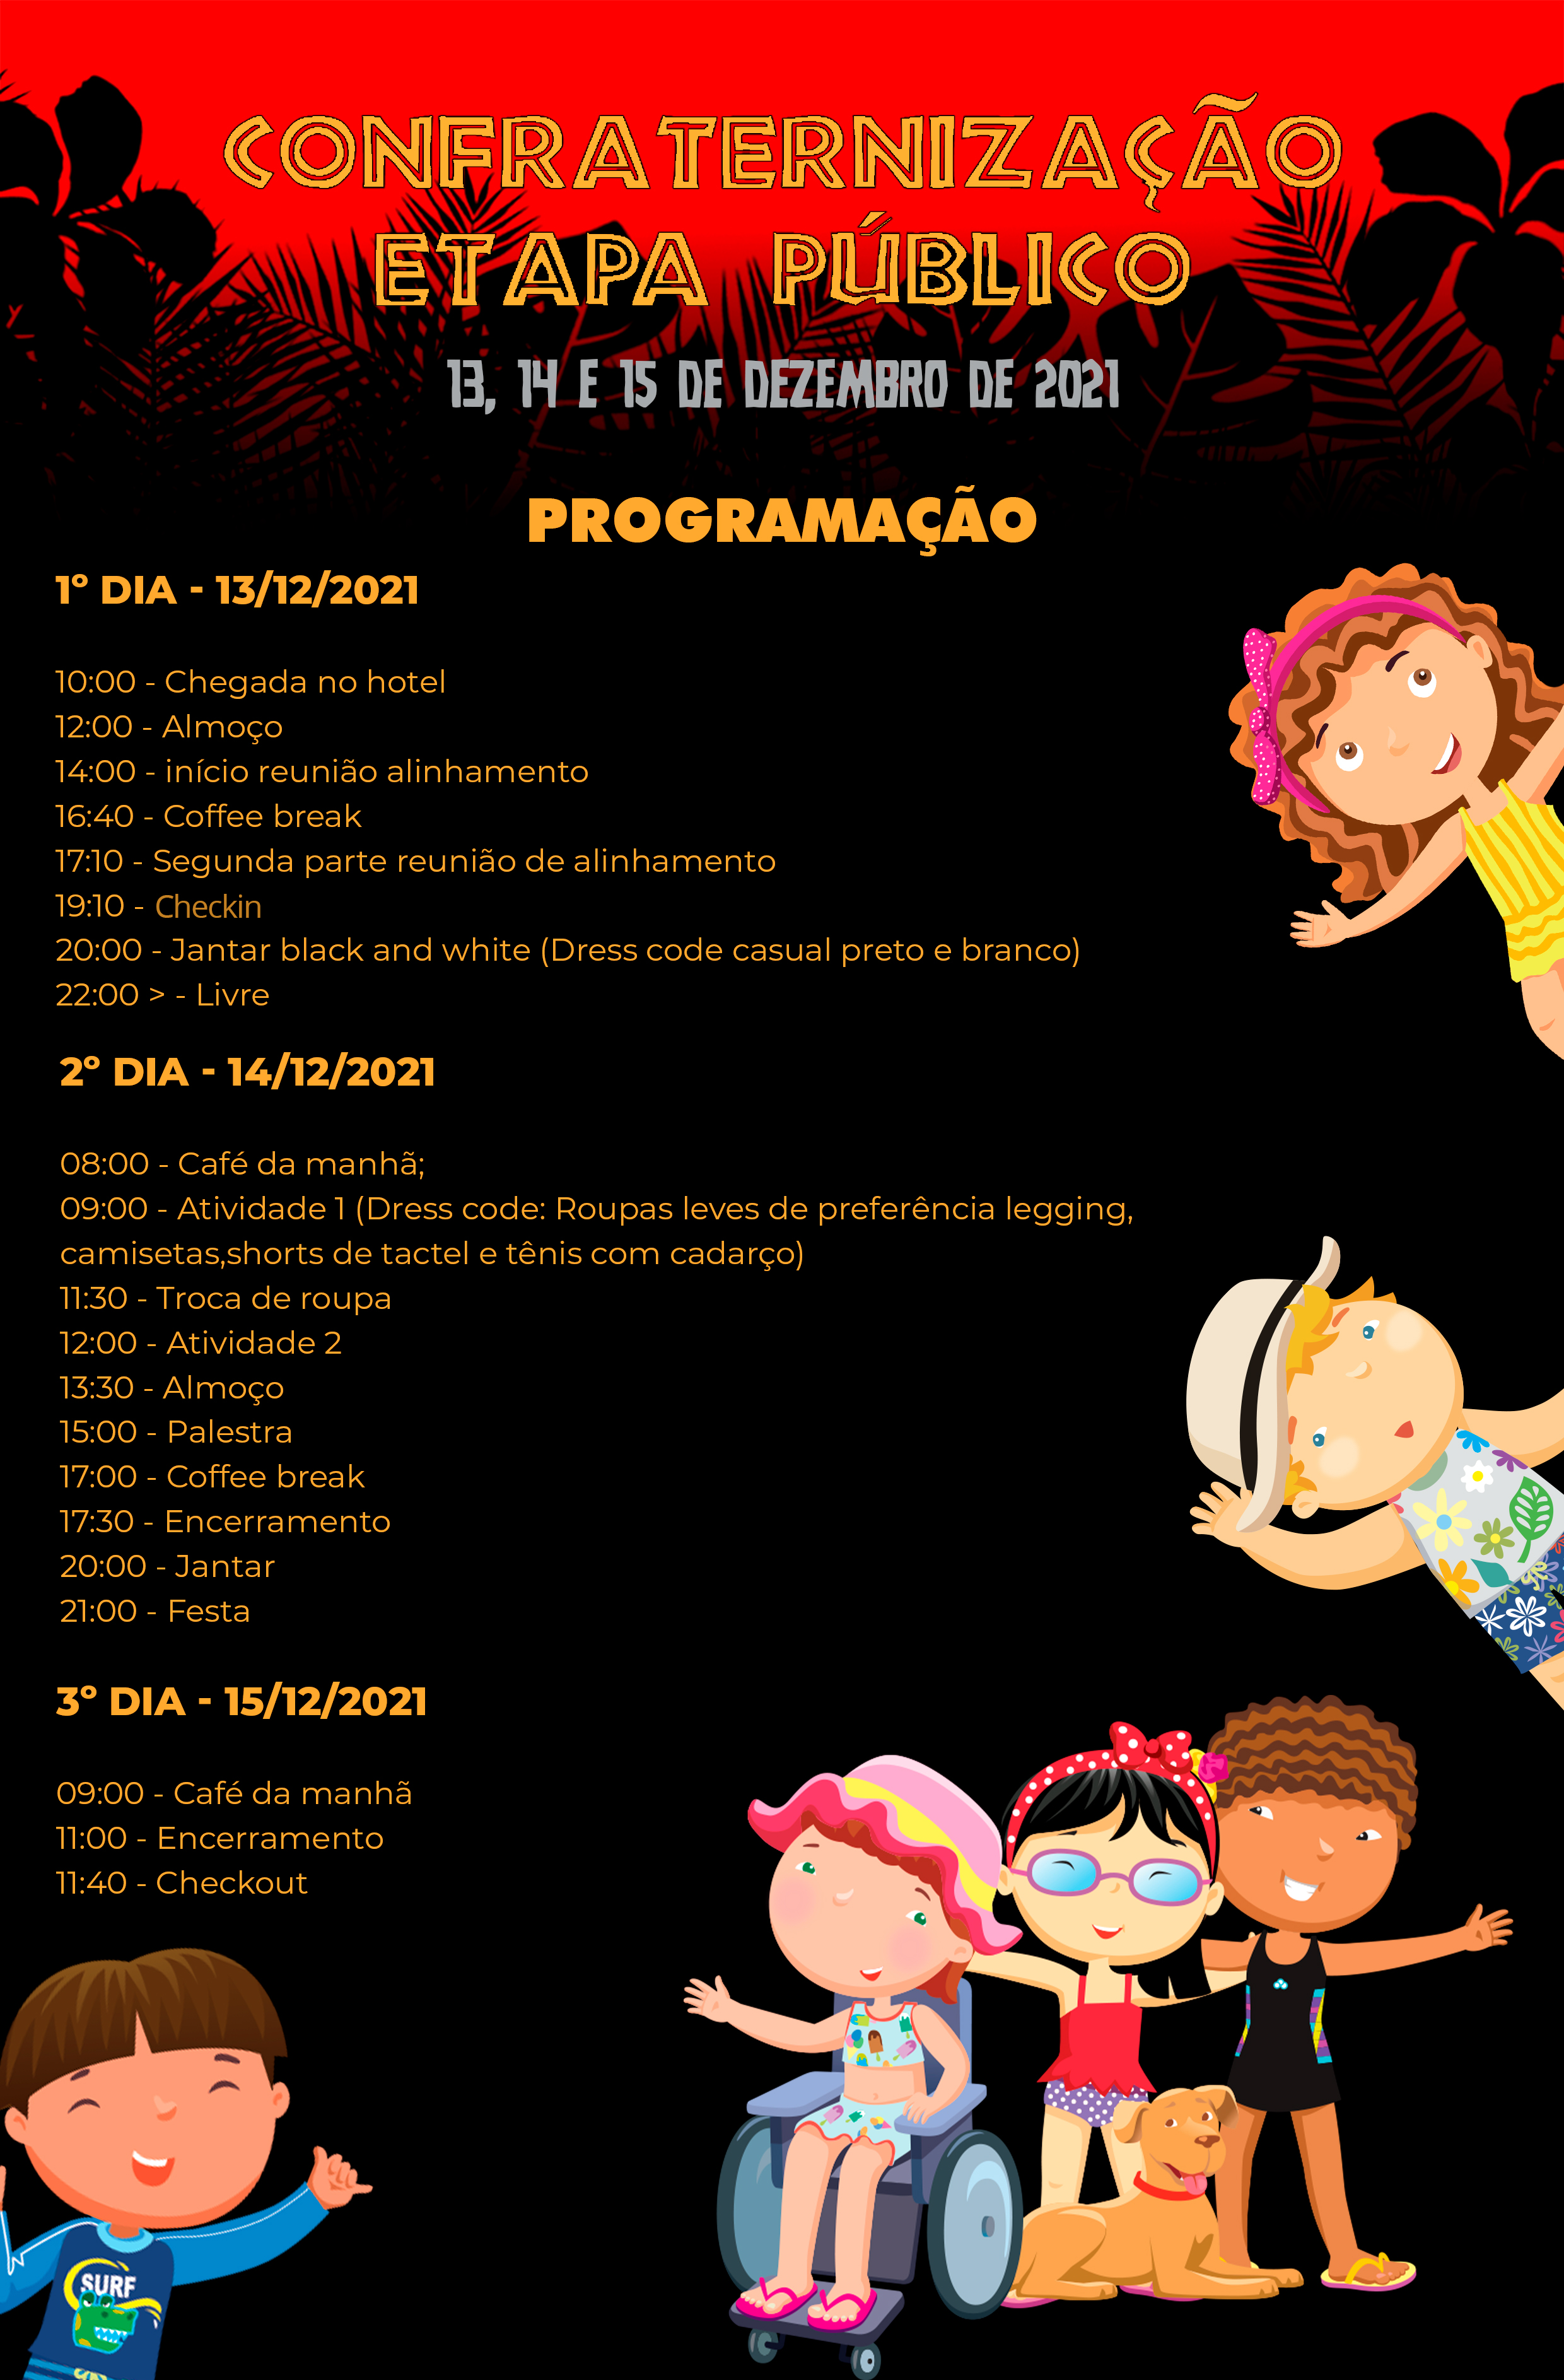 CONFRATERNIZAÇÃO
ETAPA PÚBLICO
13, 14 E 15 DE DEZEMBRO DE 2021
PROGRAMAÇÃO
1º DIA - 13/12/2021
10:00 - Chegada no hotel
12:00 - Almoço
14:00 - início reunião alinhamento
16:40 - Coffee break
17:10 - Segunda parte reunião de alinhamento
19:10 - Checkin
20:00 - Jantar black and white (Dress code casual preto e branco)
22:00 > - Livre
2º DIA - 14/12/2021
08:00 - Café da manhã;
09:00 - Atividade 1 (Dress code: Roupas leves de preferência legging,
camisetas,shorts de tactel e tênis com cadarço)
11:30 - Troca de roupa
12:00 - Atividade 2
13:30 - Almoço
15:00 - Palestra
17:00 - Coffee break
17:30 - Encerramento
20:00 - Jantar
21:00 - Festa
3º DIA - 15/12/2021
09:00 - Café da manhã
11:00 - Encerramento
11:40 - Checkout
SURF